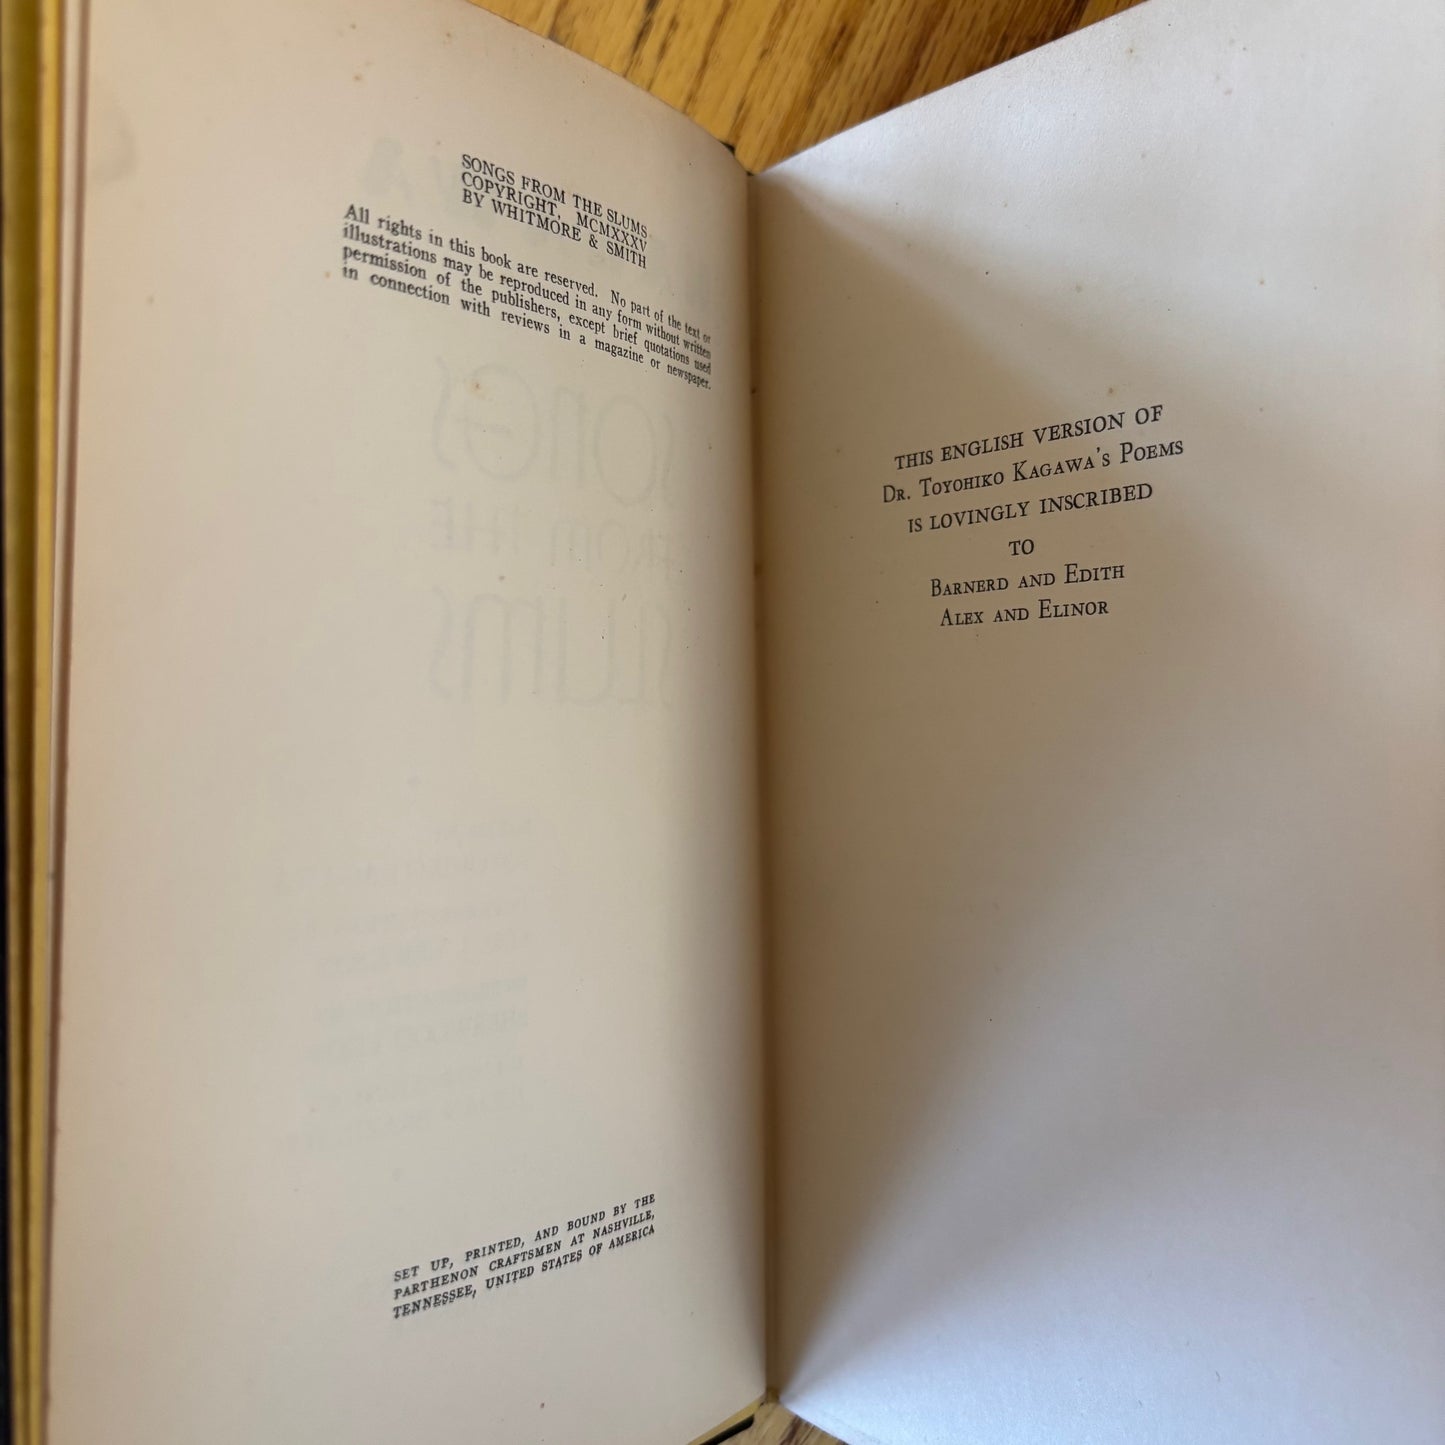 SONGS FROM THE SLUMS
COPYRIGHT, MCMXXXV
BY WHITMORE & SMITH
All rights in this book are reserved. No part of the text or
illustrations may be reproduced in any form without written
permission of the publishers, except brief quotations used
in connection with reviews in a magazine or newspaper.
SONGS
FROM THE
SLUMS
SET UP, PRINTED, AND BOUND BY THE
PARTHENON CRAFTSMEN AT NASHVILLE,
TENNESSEE, UNITED STATES OF AMERICA
THIS ENGLISH VERSION OF
DR. TOYOHIKO KAGAWA'S POEMS
IS LOVINGLY INSCRIBED
TO
BARNERD AND EDITH
ALEX AND ELINOR